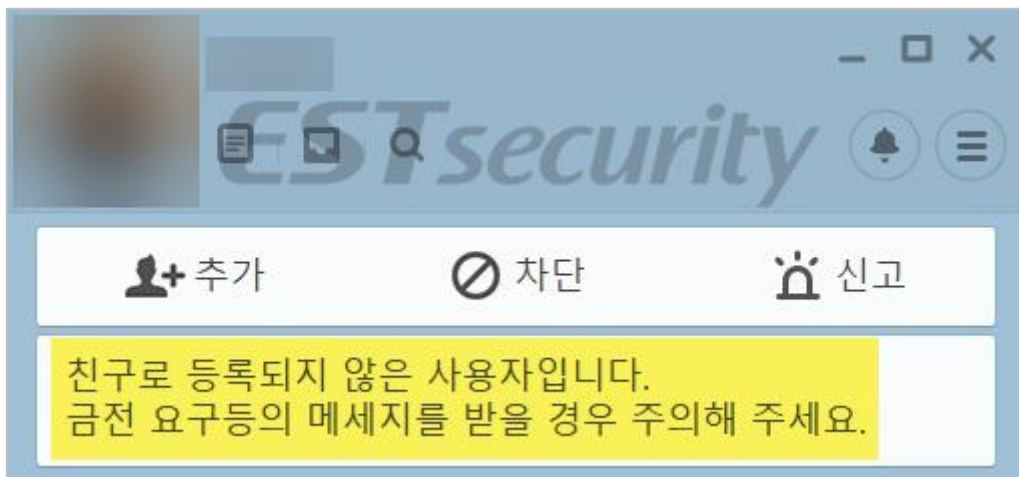 ESTsecurity
추가 차단 신고
친구로 등록되지 않은 사용자입니다.
금전 요구등의 메세지를 받을 경우 주의해 주세요.